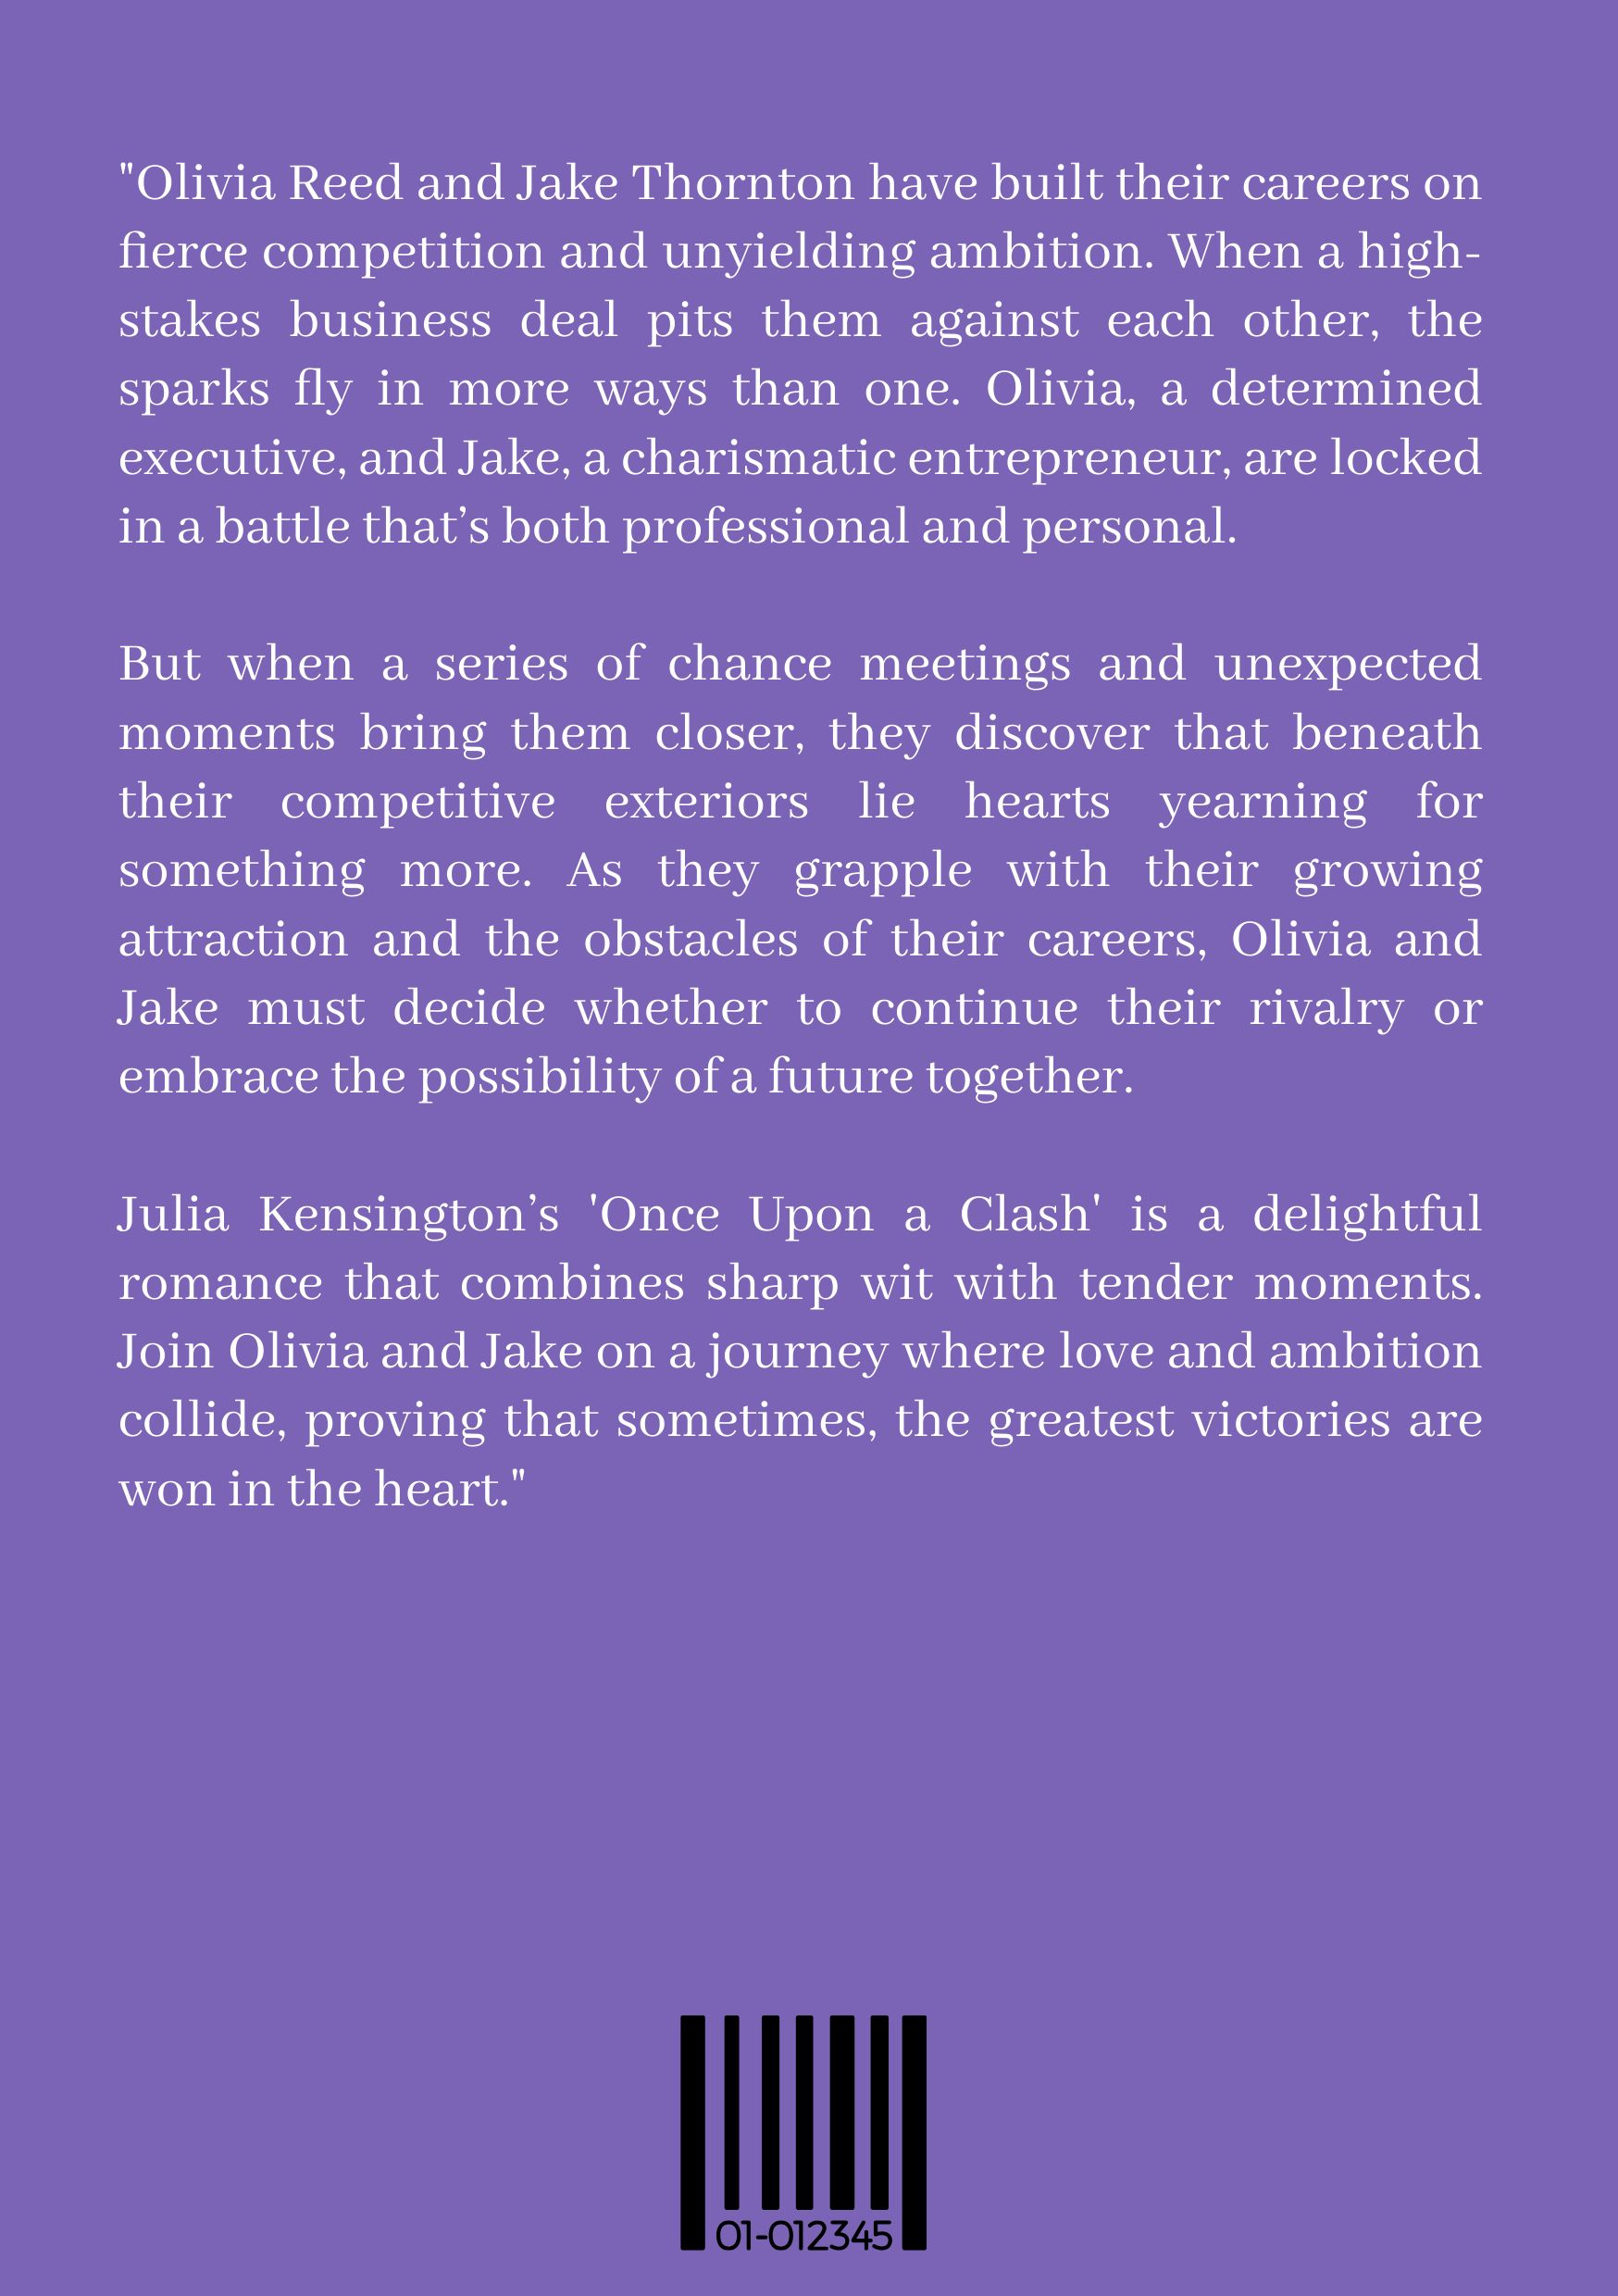 "Olivia Reed and Jake Thornton have built their careers on
fierce competition and unyielding ambition. When a high-
stakes business deal pits them against each other, the
sparks fly in more ways than one. Olivia, a determined
executive, and Jake, a charismatic entrepreneur, are locked
in a battle that’s both professional and personal.
But when a series of chance meetings and unexpected
moments bring them closer, they discover that beneath
their competitive exteriors lie hearts yearning for
something more. As they grapple with their growing
attraction and the obstacles of their careers, Olivia and
Jake must decide whether to continue their rivalry or
embrace the possibility of a future together.
Julia Kensington’s 'Once Upon a Clash' is a delightful
romance that combines sharp wit with tender moments.
Join Olivia and Jake on a journey where love and ambition
collide, proving that sometimes, the greatest victories are
won in the heart."
01-012345